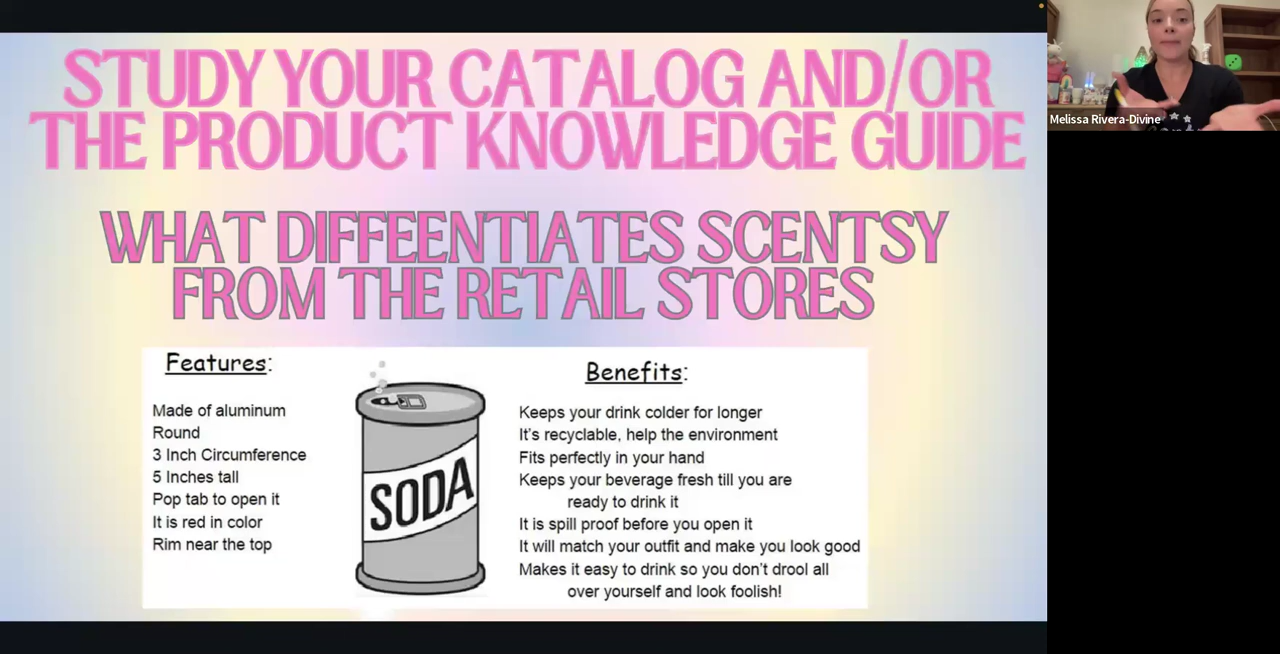 STUDY YOUR CATALOG AND/OR
THE PRODUCT KNOWLEDGE GUIDE
WHAT DIFFEENTIATES SCENTSY
FROM THE RETAIL STORES
Features:
Made of aluminum
Round
3 Inch Circumference
5 Inches tall
Pop tab to open it
It is red in color
Rim near the top
SODA
Benefits:
Keeps your drink colder for longer
It's recyclable, help the environment
Fits perfectly in your hand
Keeps your beverage fresh till you are
ready to drink it
It is spill proof before you open it
It will match your outfit and make you look good
Makes it easy to drink so you don't drool all
over yourself and look foolish!
Melissa Rivera-Divine